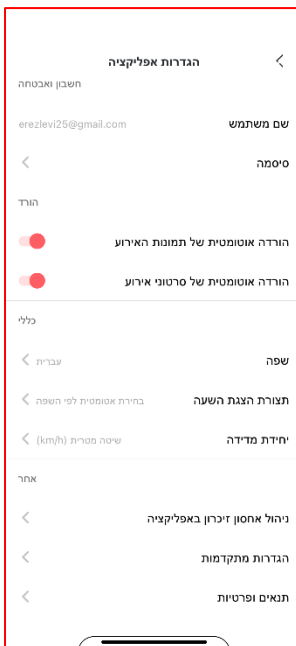 הגדרות אפליקציה
חשבון ואבטחה
שם משתמש erezlevi25@gmail.com
סיסמה
הורד
הורדה אוטומטית של תמונות האירוע
הורדה אוטומטית של סרטוני אירוע
כללי
שפה עברית
תצורת הצגת השעה בחירת אוטומטית לפי השפה
יחידת מדידה שיטה מטרית (km/h)
אחר
ניהול אחסון זיכרון באפליקציה
הגדרות מתקדמות
תנאים ופרטיות